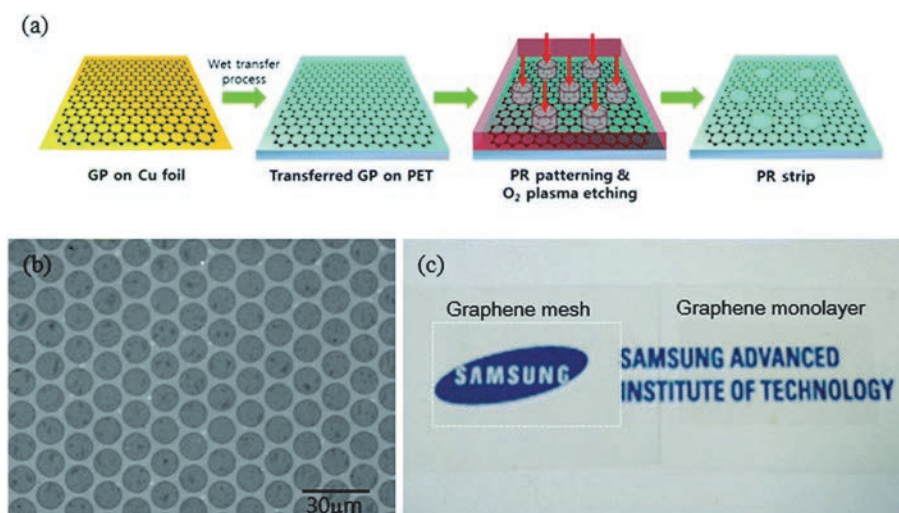 (a)
Wet transfer
process
GP on Cu foil
Transferred GP on PET
PR patterning &
O₂ plasma etching
PR strip
(b)
30μm
(c)
Graphene mesh
Graphene monolayer
SAMSUNG
SAMSUNG ADVANCED
INSTITUTE OF TECHNOLOGY